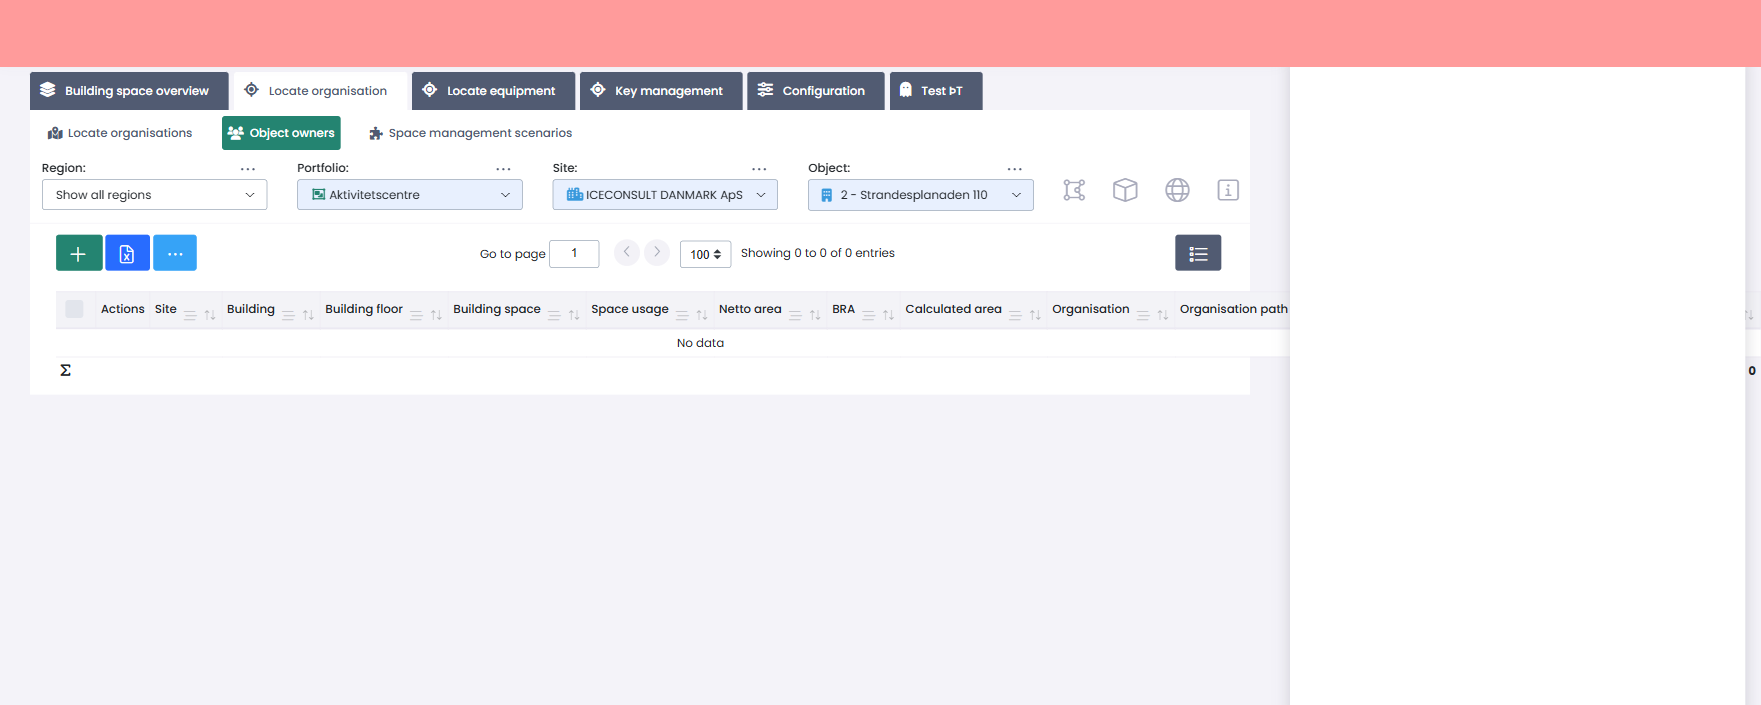 Building space overview Locate organisation Locate equipment Key management Configuration Test ÞT
Locate organisations Object owners Space management scenarios
Region: ... Portfolio: ... Site: ... Object: ...
Show all regions Aktivitetscentre ICECONSULT DANMARK ApS 2 - Strandesplanaden 110
+ ... Go to page 1 100 Showing 0 to 0 of 0 entries
Actions Site Building Building floor Building space Space usage Netto area BRA Calculated area Organisation Organisation path
No data
Σ 0